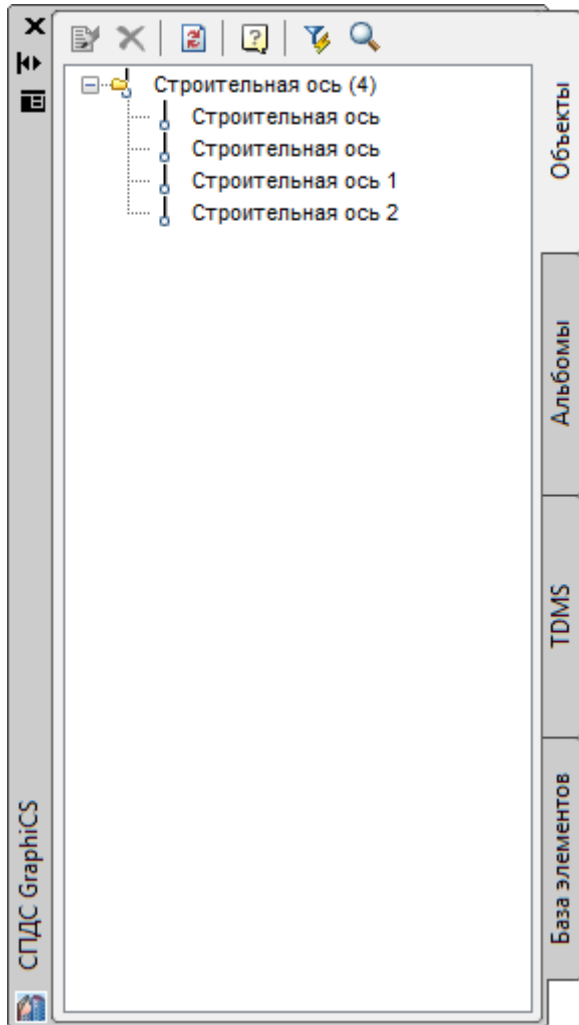 Строительная ось (4)
Строительная ось
Строительная ось
Строительная ось 1
Строительная ось 2
Объекты
Альбомы
TDMS
База элементов
СПДС GraphiCS